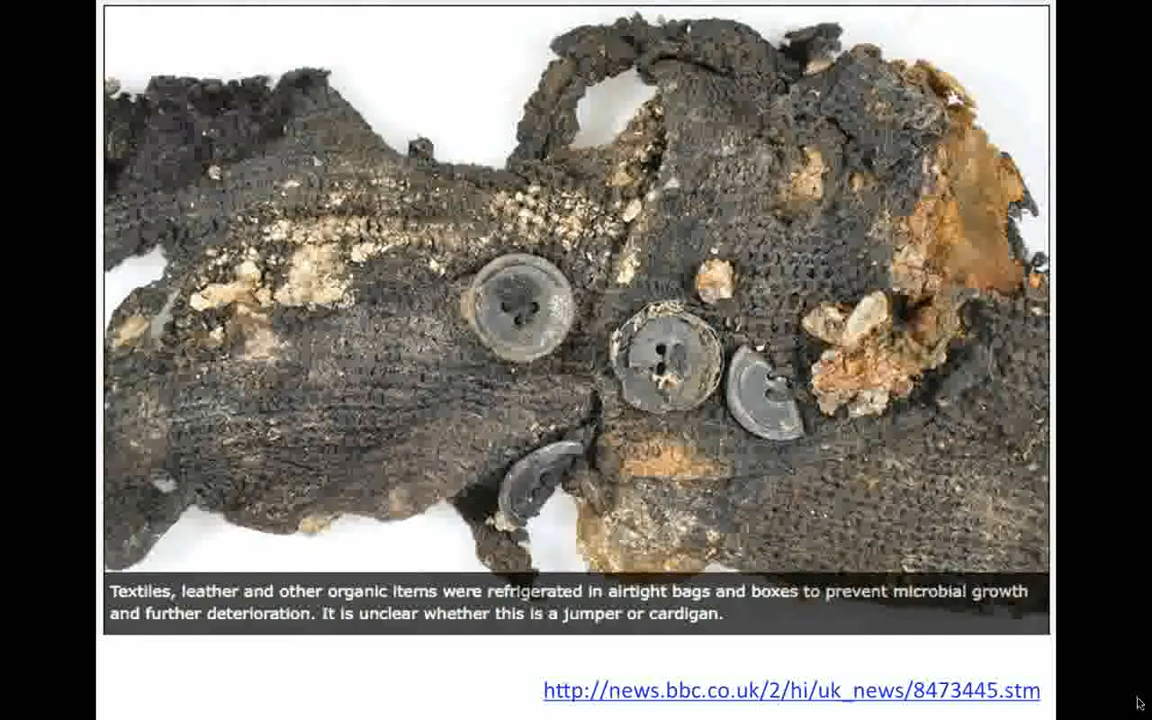 Textiles, leather and other organic items were refrigerated in airtight bags and boxes to prevent microbial growth
and further deterioration. It is unclear whether this is a jumper or cardigan.
http://news.bbc.co.uk/2/hi/uk_news/8473445.stm